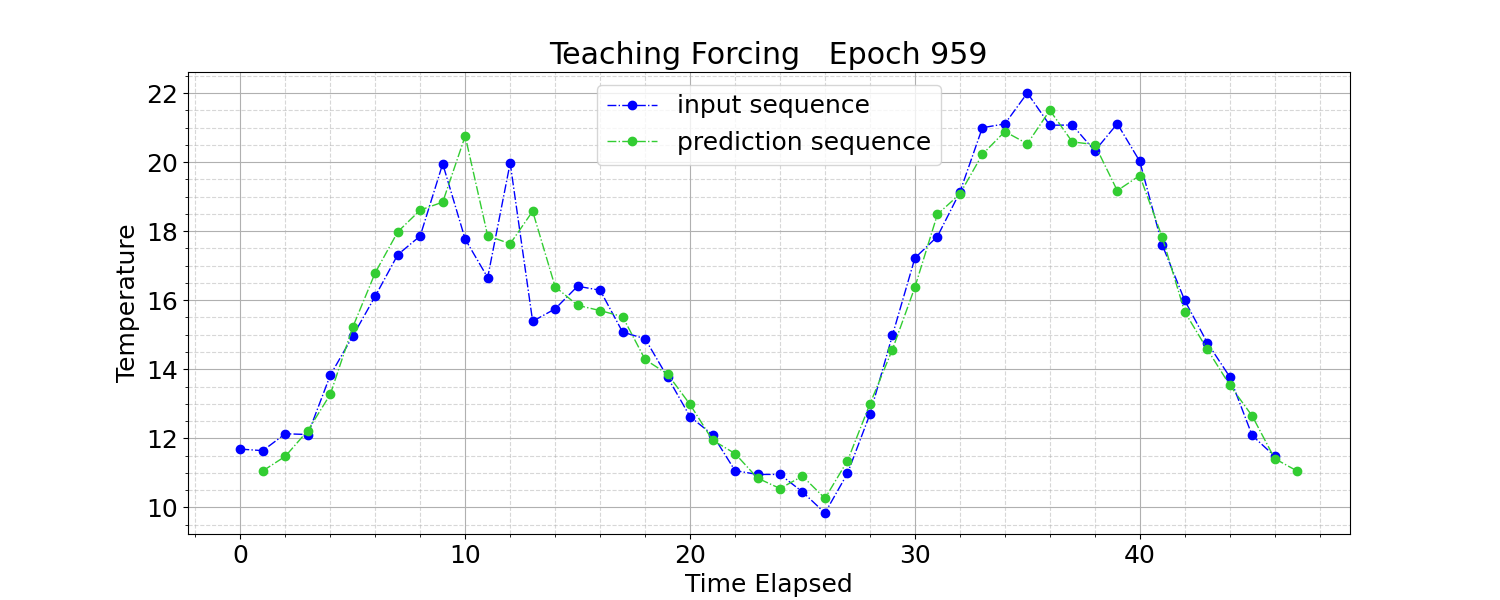 Teaching Forcing   Epoch 959
input sequence
prediction sequence
Temperature
22
20
18
16
14
12
10
0 10 20 30 40
Time Elapsed